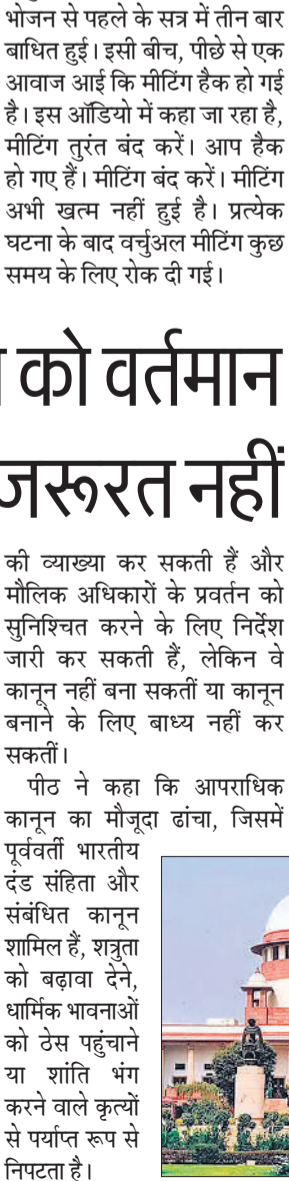 भोजन से पहले के सत्र में तीन बार
बाधित हुई। इसी बीच, पीछे से एक
आवाज आई कि मीटिंग हैक हो गई
है। इस ऑडियो में कहा जा रहा है,
मीटिंग तुरंत बंद करें। आप हैक
हो गए हैं। मीटिंग बंद करें। मीटिंग
अभी खत्म नहीं हुई है। प्रत्येक
घटना के बाद वर्चुअल मीटिंग कुछ
समय के लिए रोक दी गई।
को वर्तमान
जरूरत नहीं
की व्याख्या कर सकती हैं और
मौलिक अधिकारों के प्रवर्तन को
सुनिश्चित करने के लिए निर्देश
जारी कर सकती हैं, लेकिन वे
कानून नहीं बना सकतीं या कानून
बनाने के लिए बाध्य नहीं कर
सकतीं।
पीठ ने कहा कि आपराधिक
कानून का मौजूदा ढांचा, जिसमें
पूर्ववर्ती भारतीय
दंड संहिता और
संबंधित कानून
शामिल हैं, शत्रुता
को बढ़ावा देने,
धार्मिक भावनाओं
को ठेस पहुंचाने
या शांति भंग
करने वाले कृत्यों
से पर्याप्त रूप से
निपटता है।